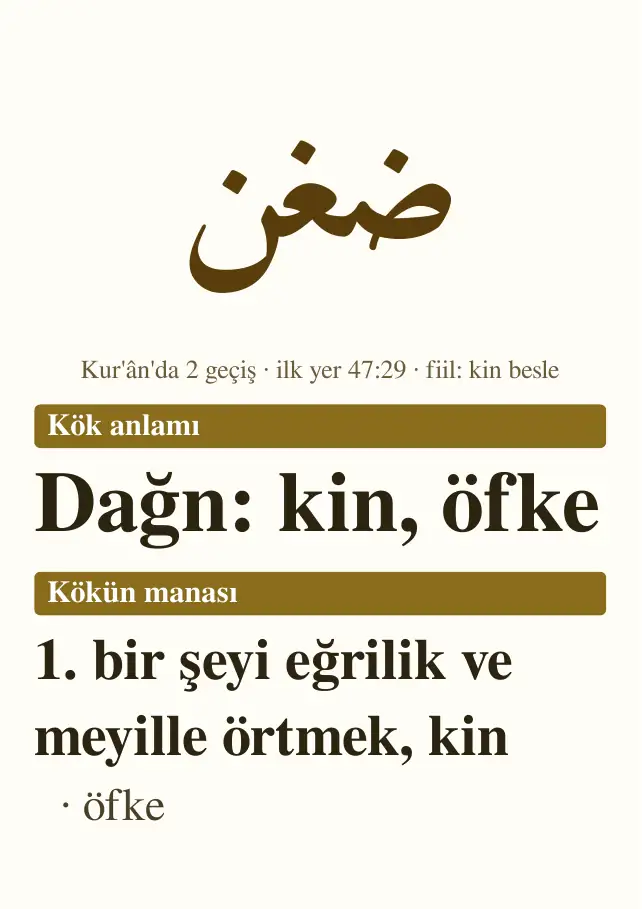 ضغن
Kur'ân'da 2 geçiş · ilk yer 47:29 · fiil: kin besle
Kök anlamı
Dağn: kin, öfke
Kökün manası
1. bir şeyi eğrilik ve
meyille örtmek, kin
· öfke